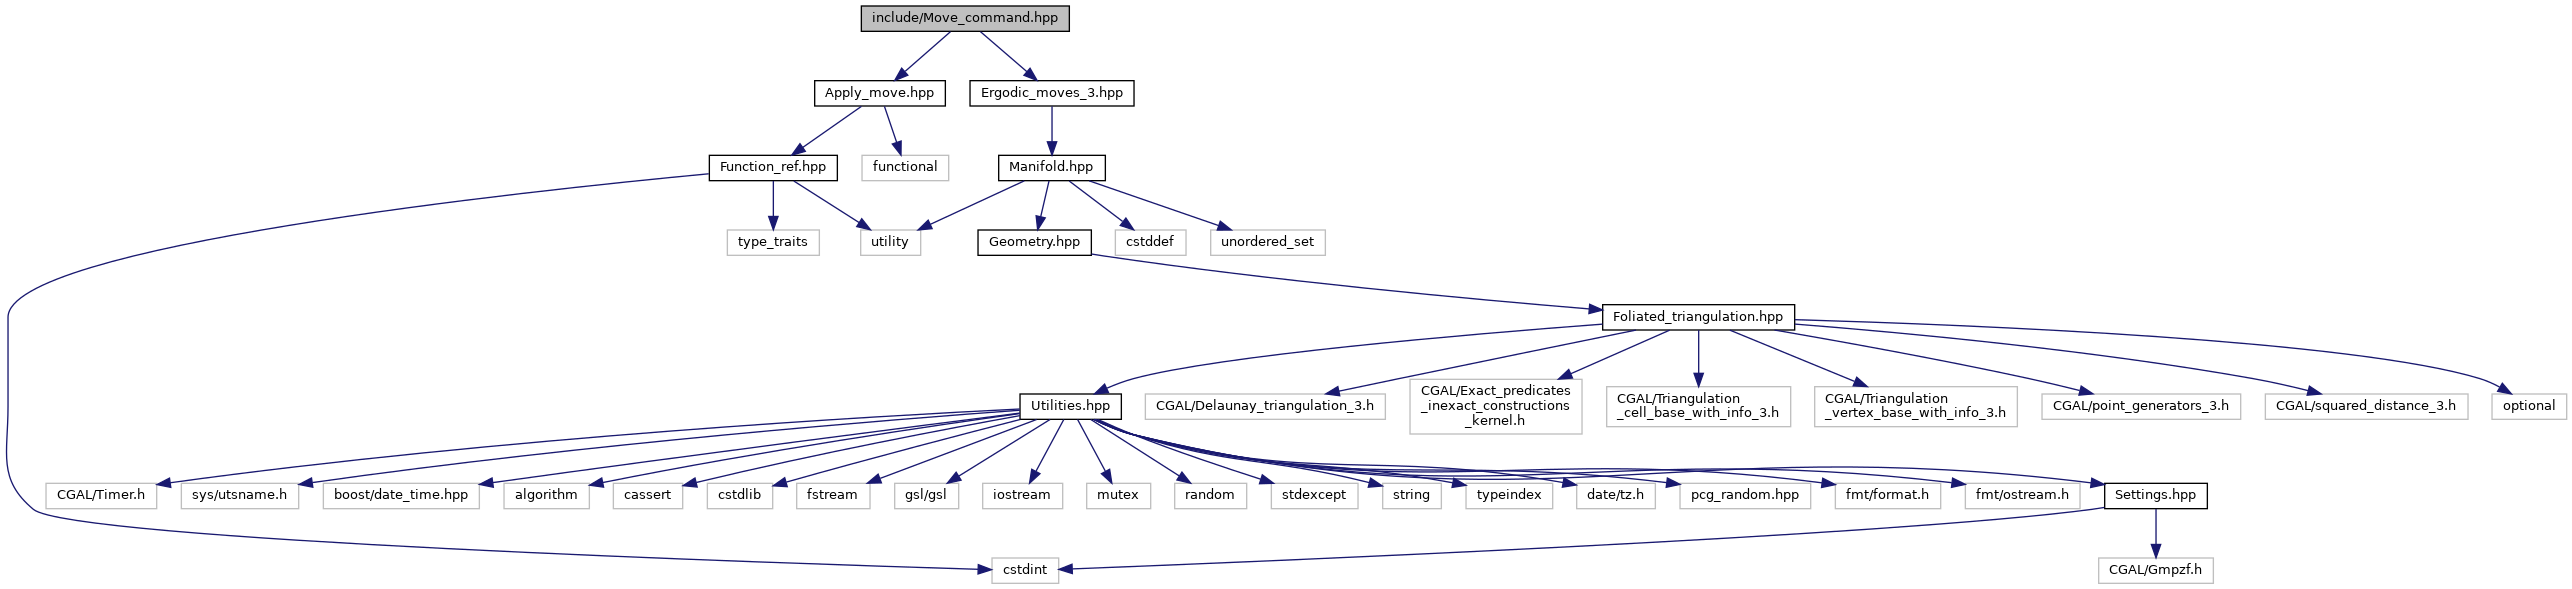 include/Move_command.hpp
Apply_move.hpp
Ergodic_moves_3.hpp
Function_ref.hpp
functional
Manifold.hpp
type_traits
utility
Geometry.hpp
cstddef
unordered_set
Foliated_triangulation.hpp
Utilities.hpp
CGAL/Delaunay_triangulation_3.h
CGAL/Exact_predicates
_inexact_constructions
_kernel.h
CGAL/Triangulation
_cell_base_with_info_3.h
CGAL/Triangulation
_vertex_base_with_info_3.h
CGAL/point_generators_3.h
CGAL/squared_distance_3.h
optional
CGAL/Timer.h
sys/utsname.h
boost/date_time.hpp
algorithm
cassert
cstdlib
fstream
gsl/gsl
iostream
mutex
random
stdexcept
string
typeindex
date/tz.h
pcg_random.hpp
fmt/format.h
fmt/ostream.h
Settings.hpp
cstdint
CGAL/Gmpzf.h